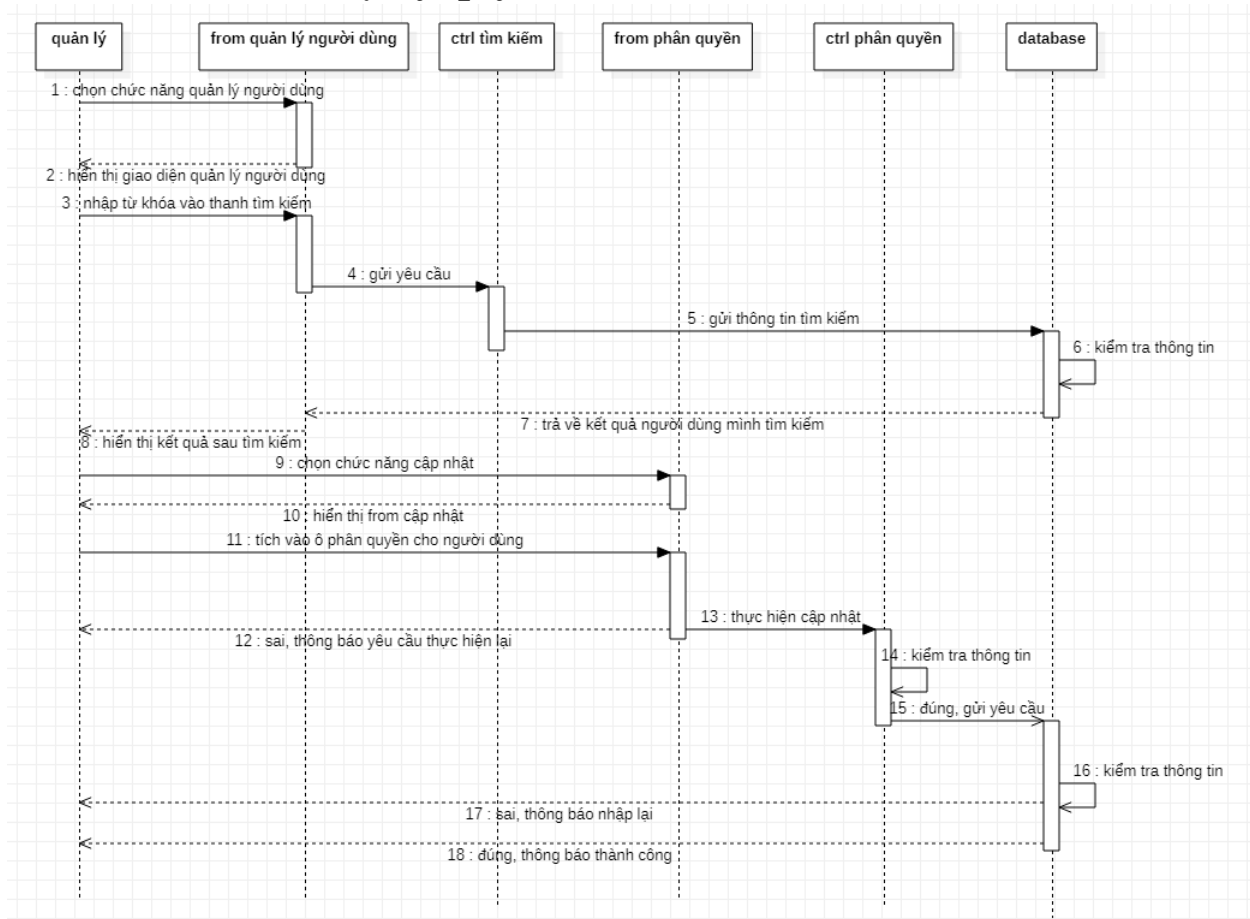 quản lý
from quản lý người dùng
ctrl tìm kiếm
from phân quyền
ctrl phân quyền
database
1 : chọn chức năng quản lý người dùng
2 : hiển thị giao diện quản lý người dùng
3 : nhập từ khóa vào thanh tìm kiếm
4 : gửi yêu cầu
5 : gửi thông tin tìm kiếm
6 : kiểm tra thông tin
7 : trả về kết quả người dùng mình tìm kiếm
8 : hiển thị kết quả sau tìm kiếm
9 : chọn chức năng cập nhật
10 : hiển thị from cập nhật
11 : tích vào ô phân quyền cho người dùng
13 : thực hiện cập nhật
12 : sai, thông báo yêu cầu thực hiện lại
14 : kiểm tra thông tin
15 : đúng, gửi yêu cầu
16 : kiểm tra thông tin
17 : sai, thông báo nhập lại
18 : đúng, thông báo thành công